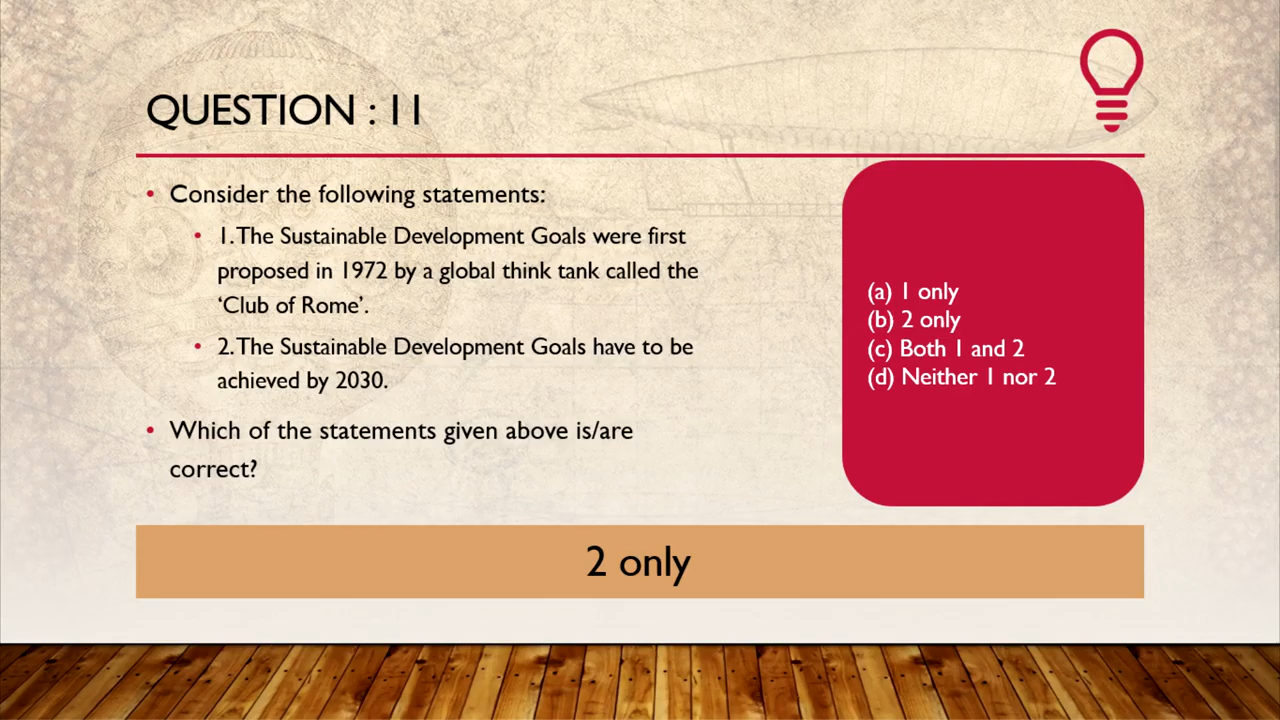 QUESTION : 11
• Consider the following statements:
• 1.The Sustainable Development Goals were first
proposed in 1972 by a global think tank called the
‘Club of Rome’.
• 2.The Sustainable Development Goals have to be
achieved by 2030.
• Which of the statements given above is/are
correct?
(a) 1 only
(b) 2 only
(c) Both 1 and 2
(d) Neither 1 nor 2
2 only